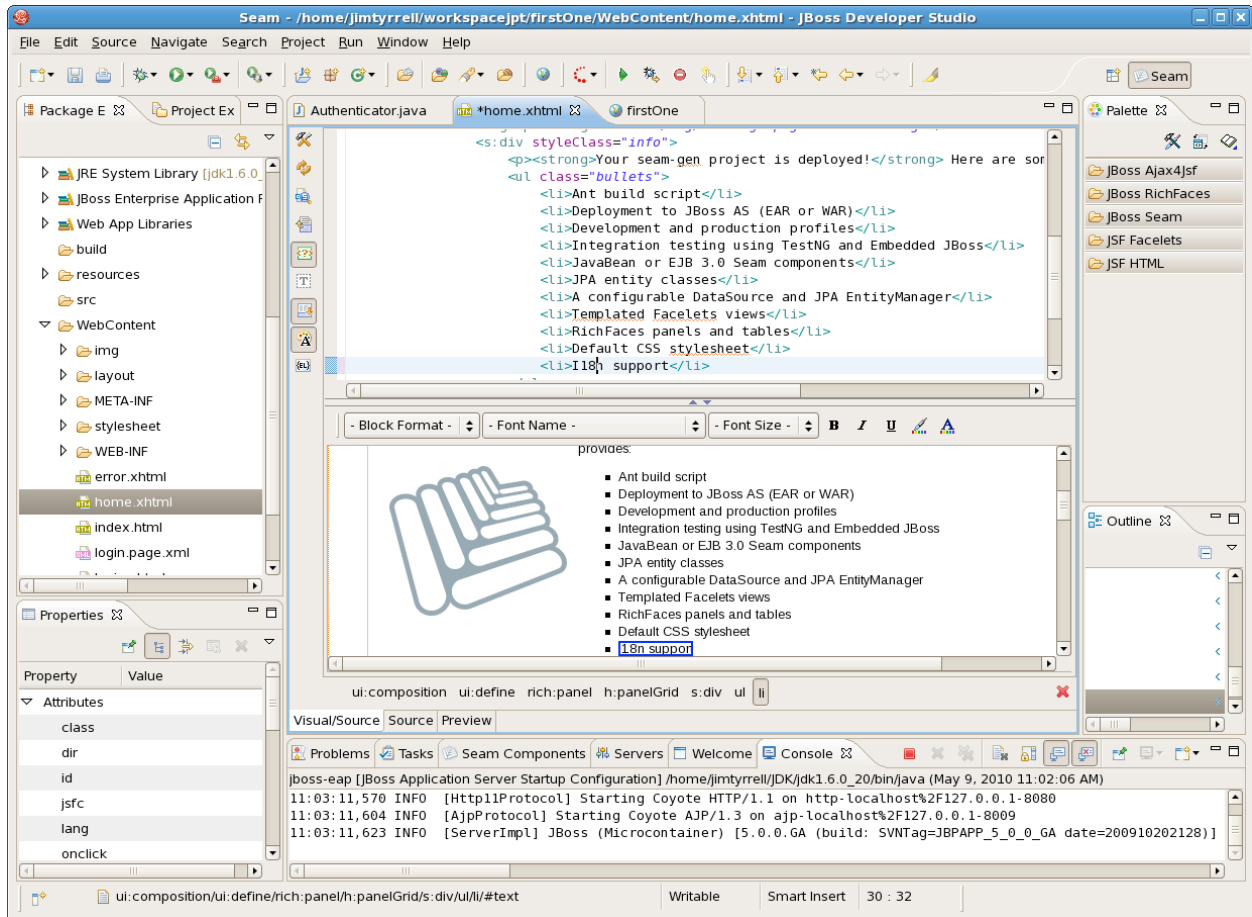 Seam - /home/jimtyrrell/workspacejpt/firstOne/WebContent/home.xhtml - JBoss Developer Studio
File Edit Source Navigate Search Project Run Window Help
Seam
Package E Project Ex
JRE System Library [jdk1.6.0_
JBoss Enterprise Application
Web App Libraries
build
resources
src
WebContent
img
layout
META-INF
stylesheet
WEB-INF
error.xhtml
home.xhtml
index.html
login.page.xml
Properties
Property Value
Attributes
class
dir
id
jsfc
lang
onclick
Authenticator.java *home.xhtml firstOne
<s:div styleClass="info">
<p><strong>Your seam-gen project is deployed!</strong> Here are som
<ul class="bullets">
<li>Ant build script</li>
<li>Deployment to JBoss AS (EAR or WAR)</li>
<li>Development and production profiles</li>
<li>Integration testing using TestNG and Embedded JBoss</li>
<li>JavaBean or EJB 3.0 Seam components</li>
<li>JPA entity classes</li>
<li>A configurable DataSource and JPA EntityManager</li>
<li>Templated Facelets views</li>
<li>RichFaces panels and tables</li>
<li>Default CSS stylesheet</li>
<li>I18n support</li>
- Block Format - - Font Name - - Font Size - B I U A
provides:
Ant build script
Deployment to JBoss AS (EAR or WAR)
Development and production profiles
Integration testing using TestNG and Embedded JBoss
JavaBean or EJB 3.0 Seam components
JPA entity classes
A configurable DataSource and JPA EntityManager
Templated Facelets views
RichFaces panels and tables
Default CSS stylesheet
I18n support
ui:composition ui:define rich:panel h:panelGrid s:div ul li
Visual/Source Source Preview
Palette
JBoss Ajax4Jsf
JBoss RichFaces
JBoss Seam
JSF Facelets
JSF HTML
Outline
Problems Tasks Seam Components Servers Welcome Console
jboss-eap [JBoss Application Server Startup Configuration] /home/jimtyrrell/JDK/jdk1.6.0_20/bin/java (May 9, 2010 11:02:06 AM)
11:03:11,570 INFO [Http11Protocol] Starting Coyote HTTP/1.1 on http-localhost%2F127.0.0.1-8080
11:03:11,604 INFO [AjpProtocol] Starting Coyote AJP/1.3 on ajp-localhost%2F127.0.0.1-8009
11:03:11,623 INFO [ServerImpl] JBoss (Microcontainer) [5.0.0.GA (build: SVNTag=JBPAPP_5_0_0_GA date=200910202128)]
ui:composition/ui:define/rich:panel/h:panelGrid/s:div/ul/li/#text Writable Smart Insert 30 : 32